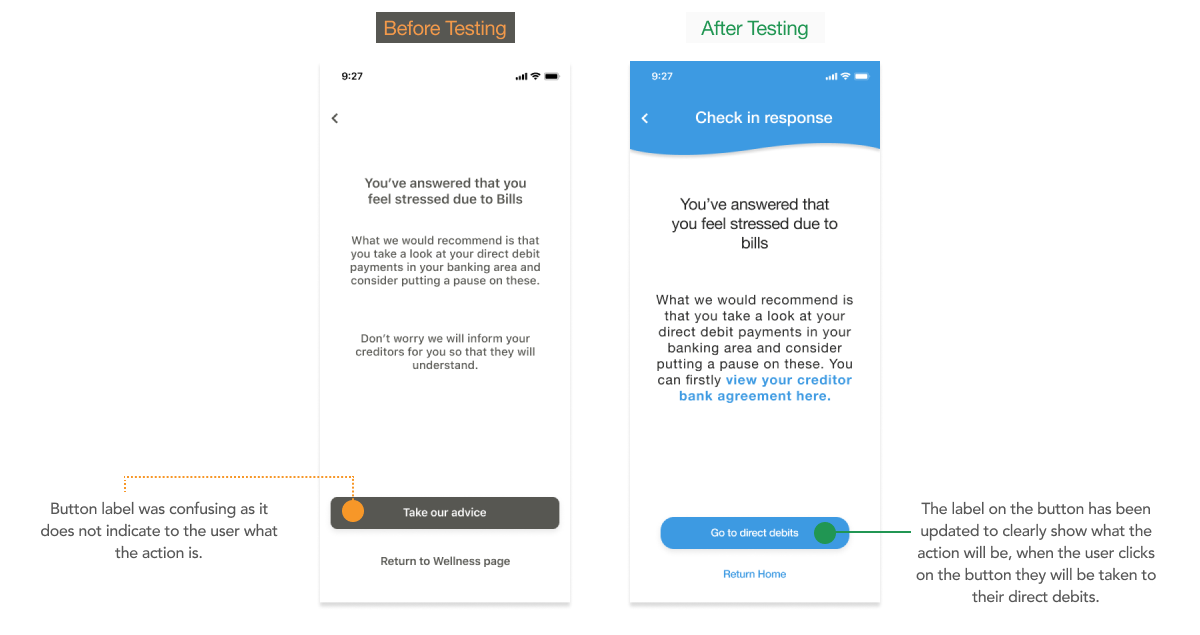 Before Testing
After Testing
9:27
You’ve answered that you
feel stressed due to Bills
What we would recommend is that
you take a look at your direct debit
payments in your banking area and
consider putting a pause on these.
Don’t worry we will inform your
creditors for you so that they will
understand.
Take our advice
Return to Wellness page
Button label was confusing as it
does not indicate to the user what
the action is.
9:27
Check in response
You’ve answered that
you feel stressed due to
bills
What we would recommend is
that you take a look at your
direct debit payments in your
banking area and consider
putting a pause on these. You
can firstly view your creditor
bank agreement here.
Go to direct debits
Return Home
The label on the button has been
updated to clearly show what the
action will be, when the user clicks
on the button they will be taken to
their direct debits.